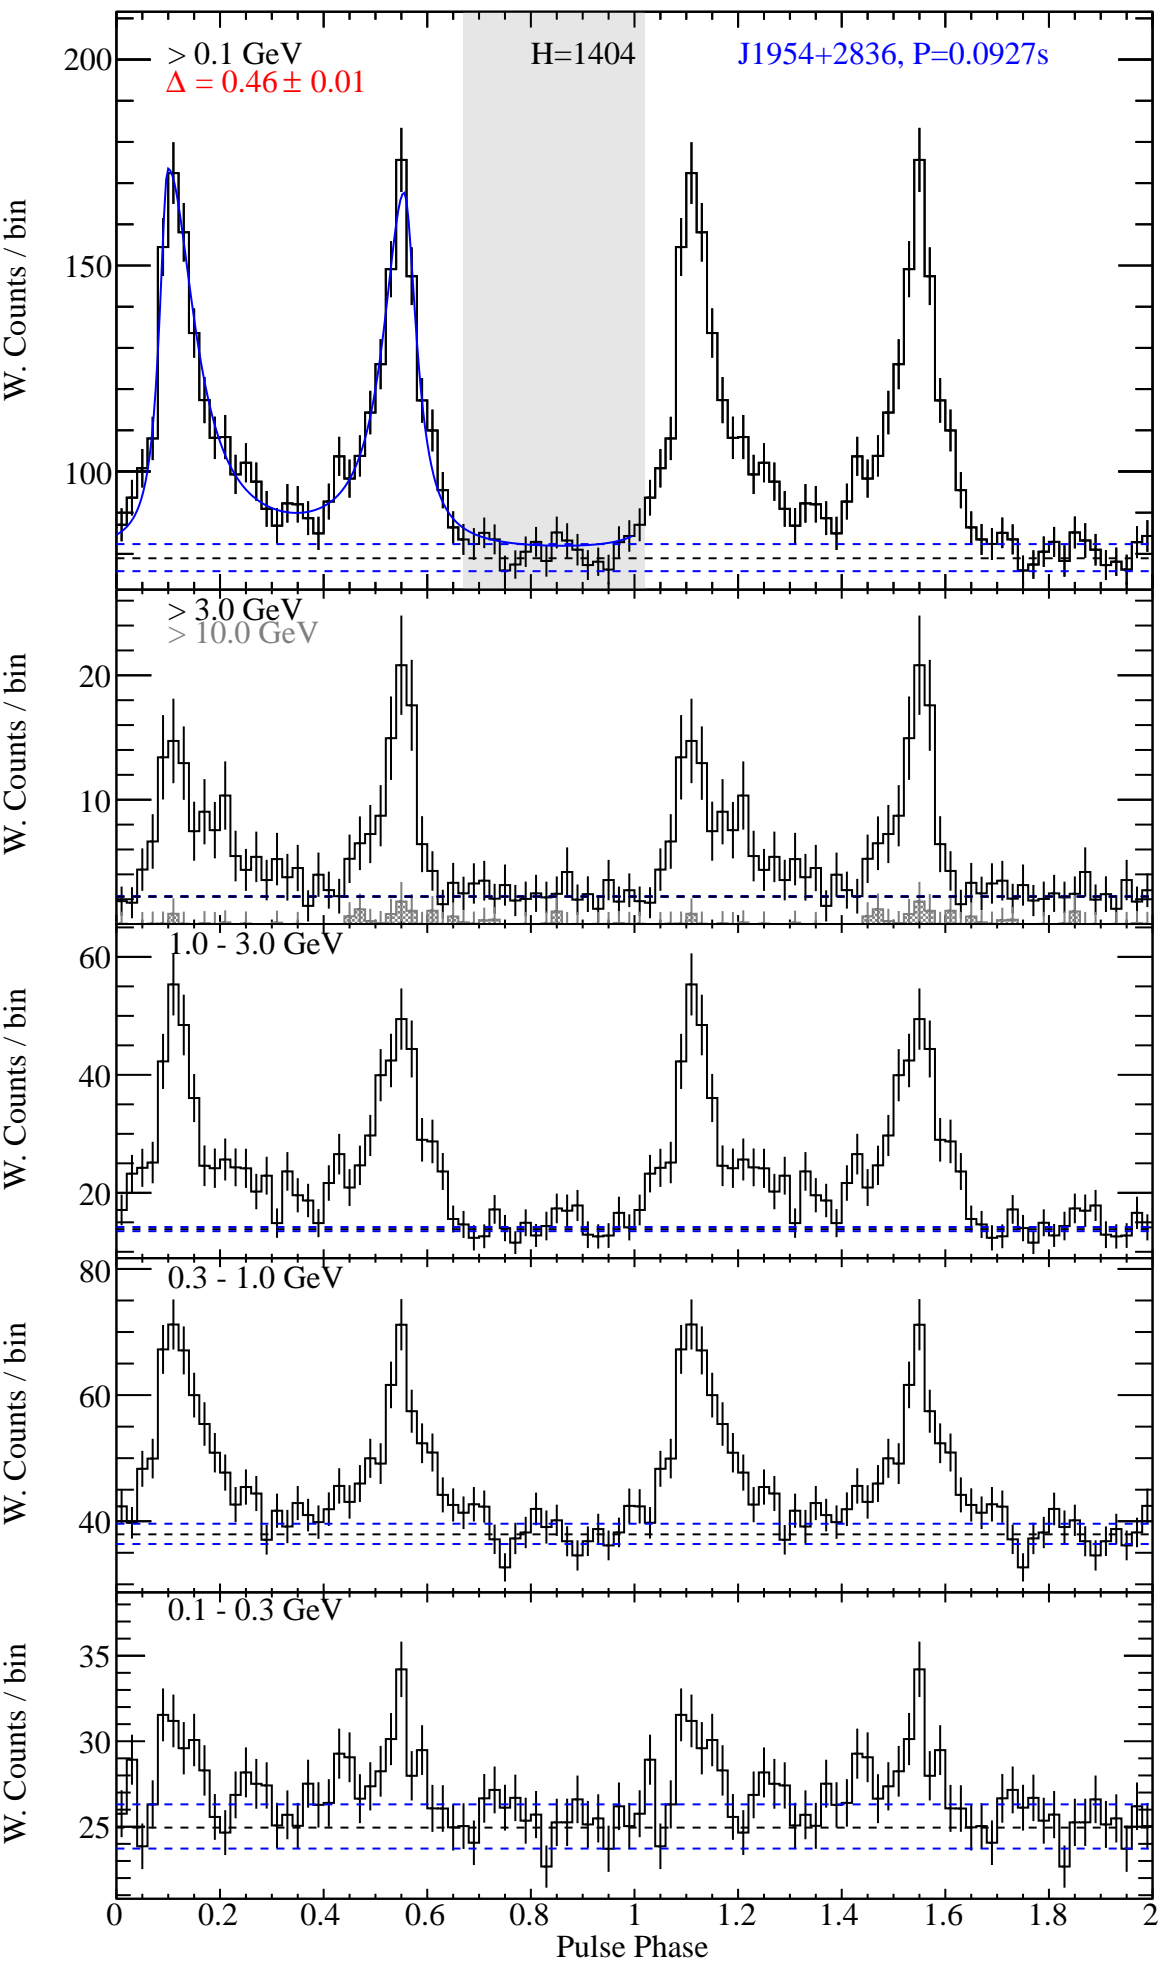 > 0.1 GeV
H=1404
J1954+2836, P=0.0927s
Δ = 0.46 ± 0.01
200
150
100
W. Counts / bin
> 3.0 GeV
> 10.0 GeV
20
10
W. Counts / bin
1.0 - 3.0 GeV
60
40
20
W. Counts / bin
0.3 - 1.0 GeV
80
60
40
W. Counts / bin
0.1 - 0.3 GeV
35
30
25
W. Counts / bin
0 0.2 0.4 0.6 0.8 1 1.2 1.4 1.6 1.8 2
Pulse Phase